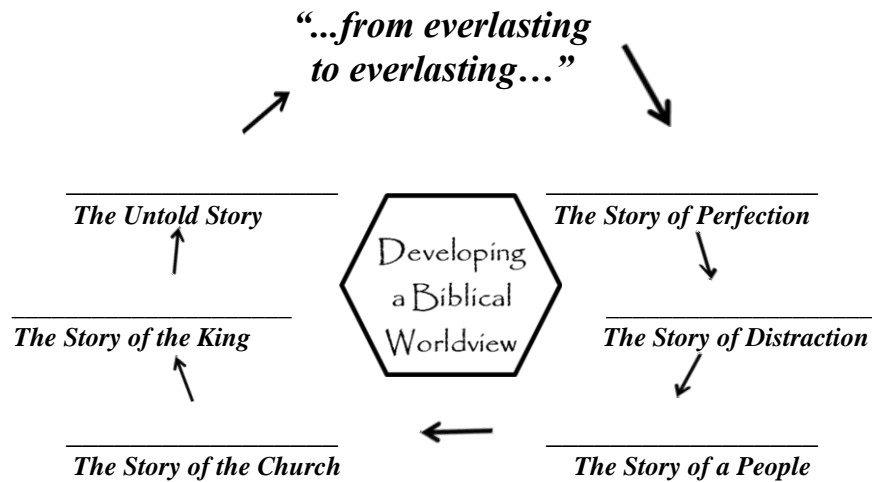 “...from everlasting
to everlasting…”
The Untold Story
The Story of Perfection
Developing
a Biblical
Worldview
The Story of the King
The Story of Distraction
The Story of the Church
The Story of a People